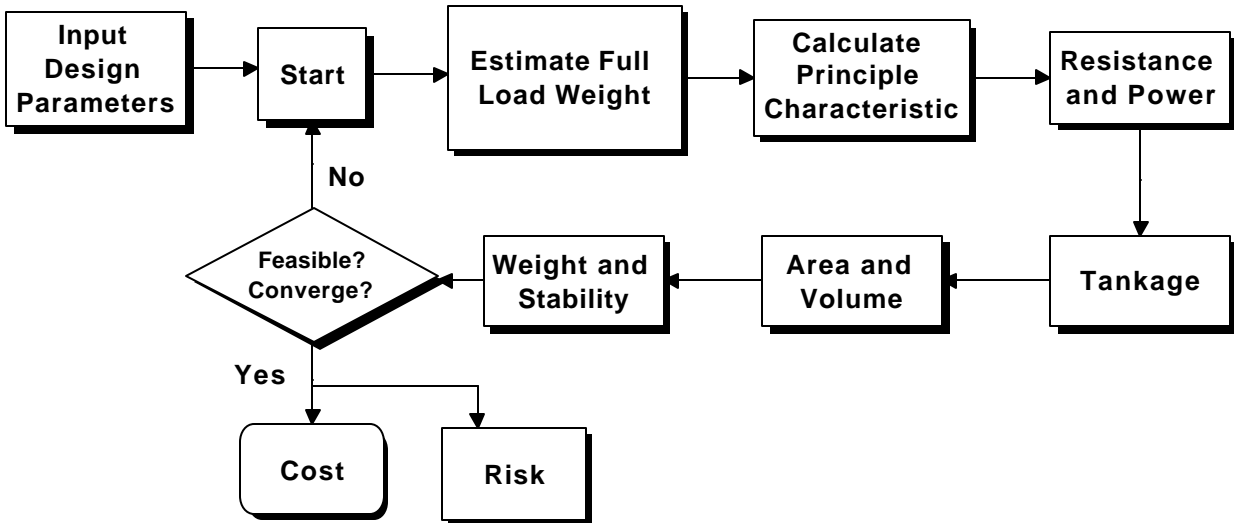 Input
Design
Parameters
Start
Estimate Full
Load Weight
Calculate
Principle
Characteristic
Resistance
and Power
Tankage
Area and
Volume
Weight and
Stability
Feasible?
Converge?
No
Yes
Cost
Risk